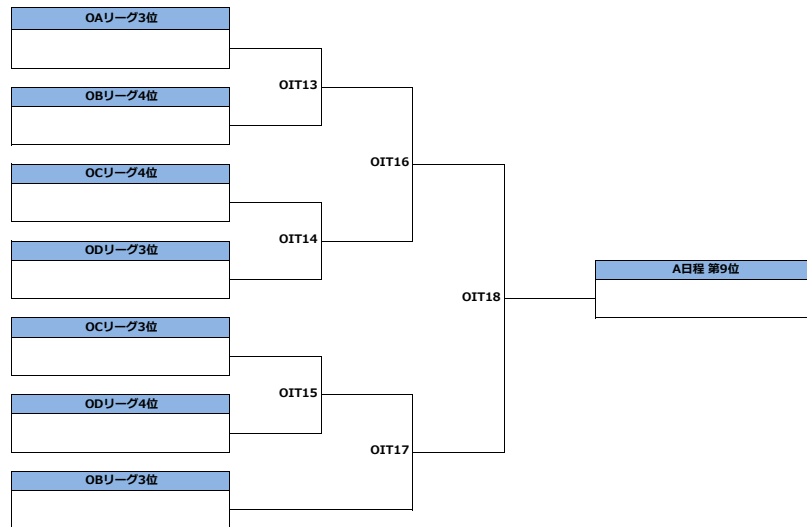 OAリーグ3位
OIT13
OBリーグ4位
OIT16
OCリーグ4位
OIT14
ODリーグ3位
A日程 第9位
OIT18
OCリーグ3位
OIT15
ODリーグ4位
OIT17
OBリーグ3位